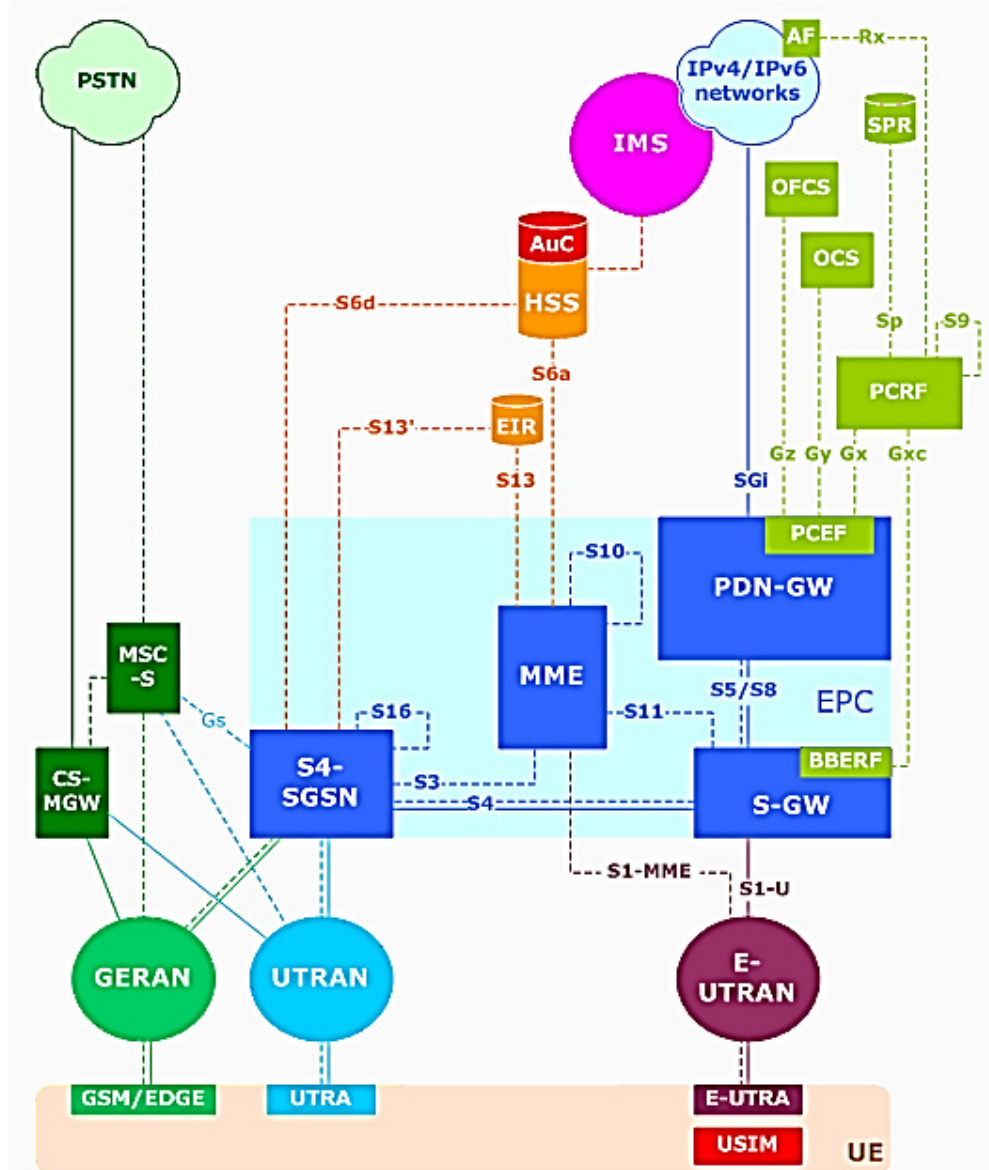 AF
Rx
PSTN
IPv4/IPv6
networks
SPR
IMS
OFCS
AuC
OCS
HSS
S6d
Sp
S9
S6a
PCRF
S13'
EIR
Gz
Gy
Gx
Gxc
S13
SGi
PCEF
S10
PDN-GW
MSC
-S
MME
S5/S8
EPC
Gs
S16
S11
BBERF
S4-
SGSN
CS-
MGW
S3
S4
S-GW
S1-MME
S1-U
GERAN
UTRAN
E-
UTRAN
GSM/EDGE
UTRA
E-UTRA
USIM
UE